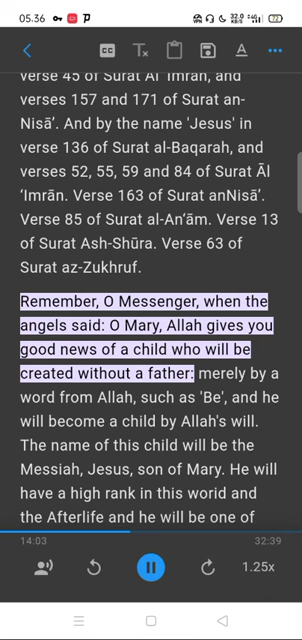 05.36
32.0
KB/S
4G
72
CC
A
verse 45 of Surat Āl ʻImrān, and
verses 157 and 171 of Surat an-
Nisā’. And by the name 'Jesus' in
verse 136 of Surat al-Baqarah, and
verses 52, 55, 59 and 84 of Surat Āl
‘Imrān. Verse 163 of Surat anNisā’.
Verse 85 of Surat al-An‘ām. Verse 13
of Surat Ash-Shūra. Verse 63 of
Surat az-Zukhruf.
Remember, O Messenger, when the
angels said: O Mary, Allah gives you
good news of a child who will be
created without a father: merely by a
word from Allah, such as 'Be', and he
will become a child by Allah's will.
The name of this child will be the
Messiah, Jesus, son of Mary. He will
have a high rank in this world and
the Afterlife and he will be one of
14:03
32:39
1.25x